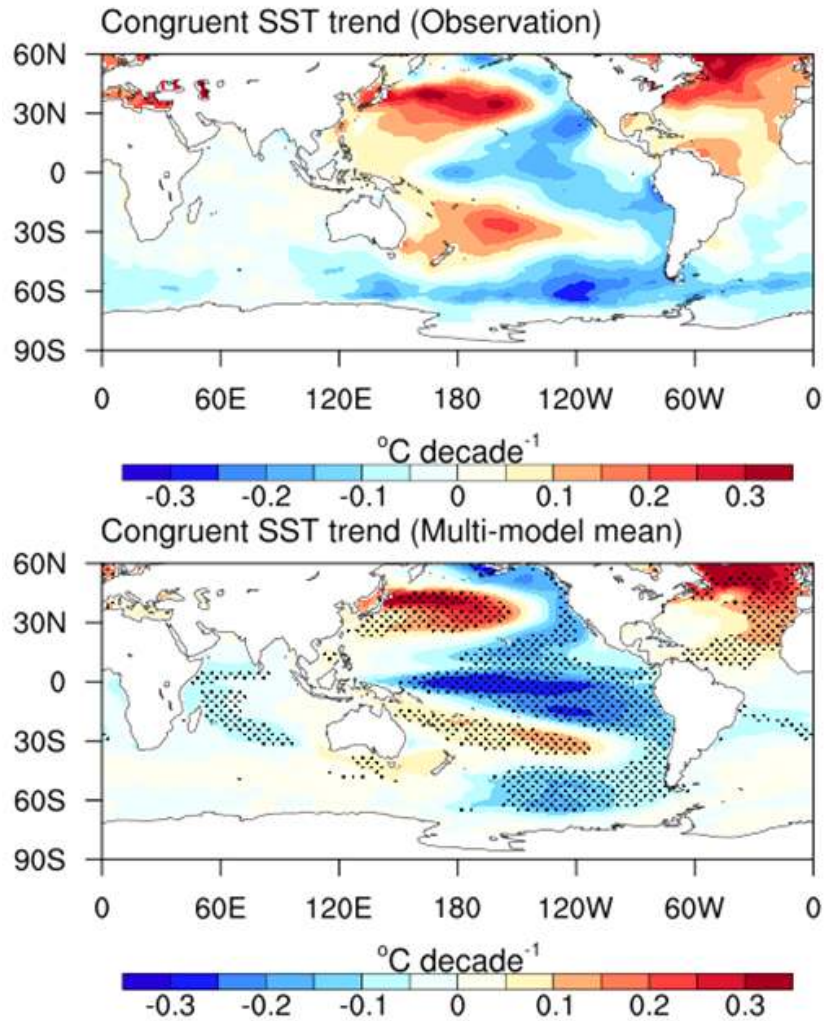 Congruent SST trend (Observation)
60N
30N
0
30S
60S
90S
0 60E 120E 180 120W 60W 0
°C decade⁻¹
-0.3 -0.2 -0.1 0 0.1 0.2 0.3
Congruent SST trend (Multi-model mean)
60N
30N
0
30S
60S
90S
0 60E 120E 180 120W 60W 0
°C decade⁻¹
-0.3 -0.2 -0.1 0 0.1 0.2 0.3